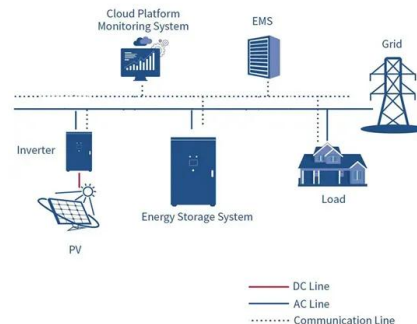 Cloud Platform
Monitoring System
EMS
Grid
Inverter
Energy Storage System
Load
PV
DC Line
AC Line
Communication Line